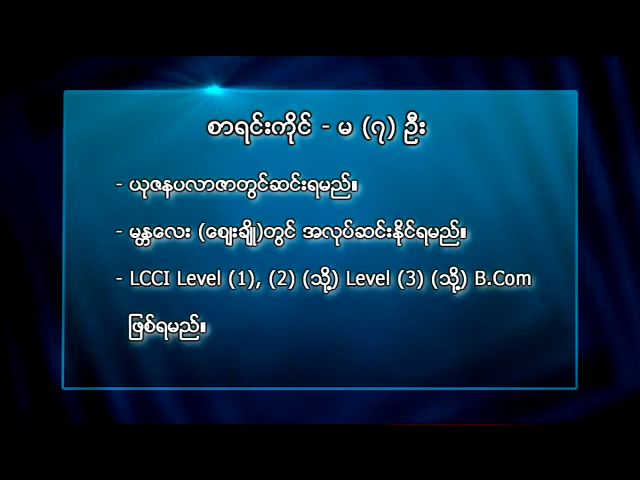 စာရင်းကိုင် - မ (၇) ဦး
- ယုဇနပလာဇာတွင်ဆင်းရမည်။
- မန္တလေး (ဈေးချို)တွင် အလုပ်ဆင်းနိုင်ရမည်။
- LCCI Level (1), (2) (သို့) Level (3) (သို့) B.Com
ဖြစ်ရမည်။